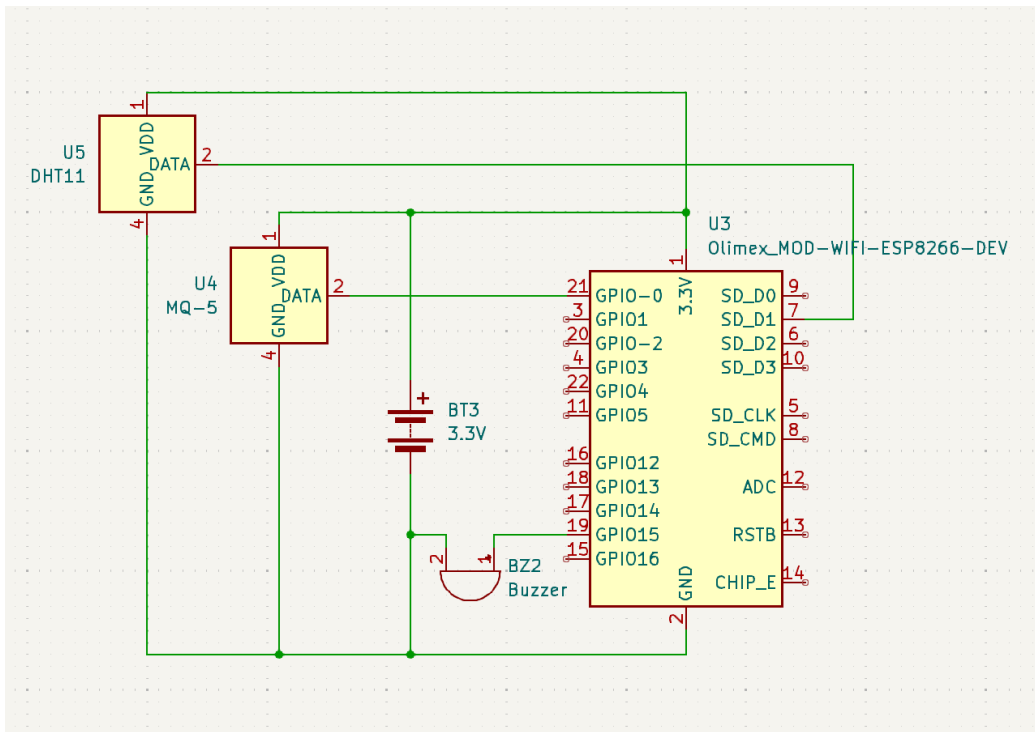 1
U5
DHT11
GND
VDD
DATA
2
4
1
U4
MQ-5
GND
VDD
DATA
2
4
+
BT3
3.3V
2
1
BZ2
Buzzer
U3
Olimex_MOD-WIFI-ESP8266-DEV
1
3.3V
21 GPIO-0
3 GPIO1
20 GPIO-2
4 GPIO3
22 GPIO4
11 GPIO5
16 GPIO12
18 GPIO13
17 GPIO14
19 GPIO15
15 GPIO16
SD_D0 9
SD_D1 7
SD_D2 6
SD_D3 10
SD_CLK 5
SD_CMD 8
ADC 12
RSTB 13
CHIP_E 14
GND
2